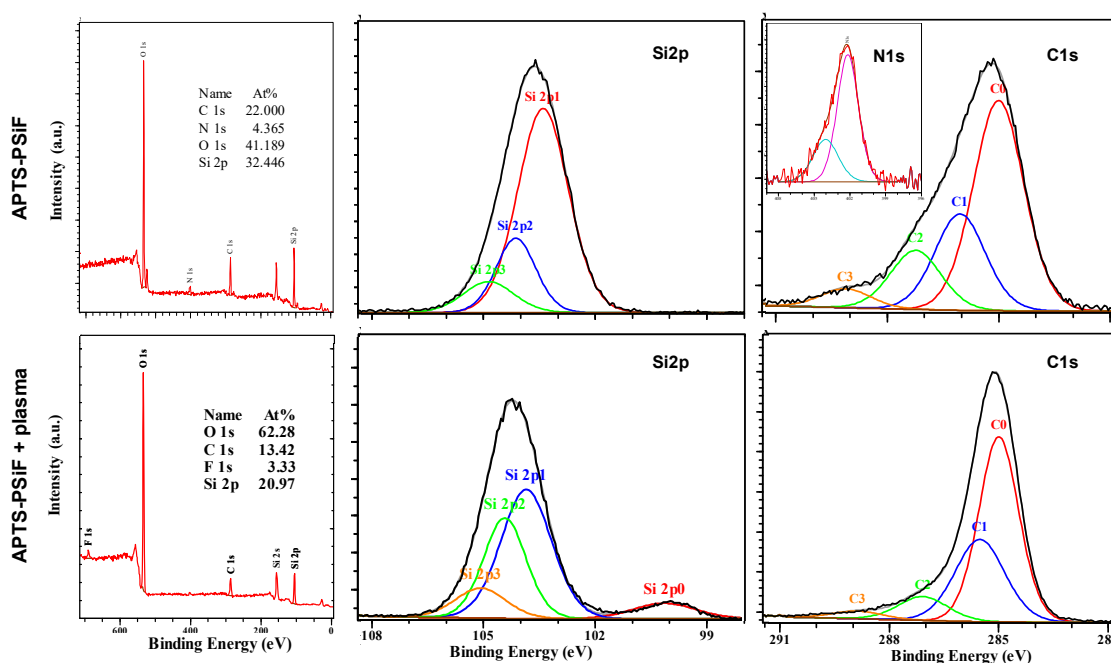 APTS-PSiF
Intensity (a.u.)
O 1s
N 1s
C 1s
Si 2p
Name At%
C 1s 22.000
N 1s 4.365
O 1s 41.189
Si 2p 32.446
Si2p
Si 2p1
Si 2p2
Si 2p3
N1s
C1s
C0
C1
C2
C3
APTS-PSiF + plasma
Intensity (a.u.)
F 1s
O 1s
C 1s
Si 2s
Si 2p
Name At%
O 1s 62.28
C 1s 13.42
F 1s 3.33
Si 2p 20.97
600 400 200 0
Binding Energy (eV)
Si2p
Si 2p1
Si 2p2
Si 2p3
Si 2p0
108 104 102 99
Binding Energy (eV)
C1s
C0
C1
C2
C3
291 288 285 28
Binding Energy (eV)